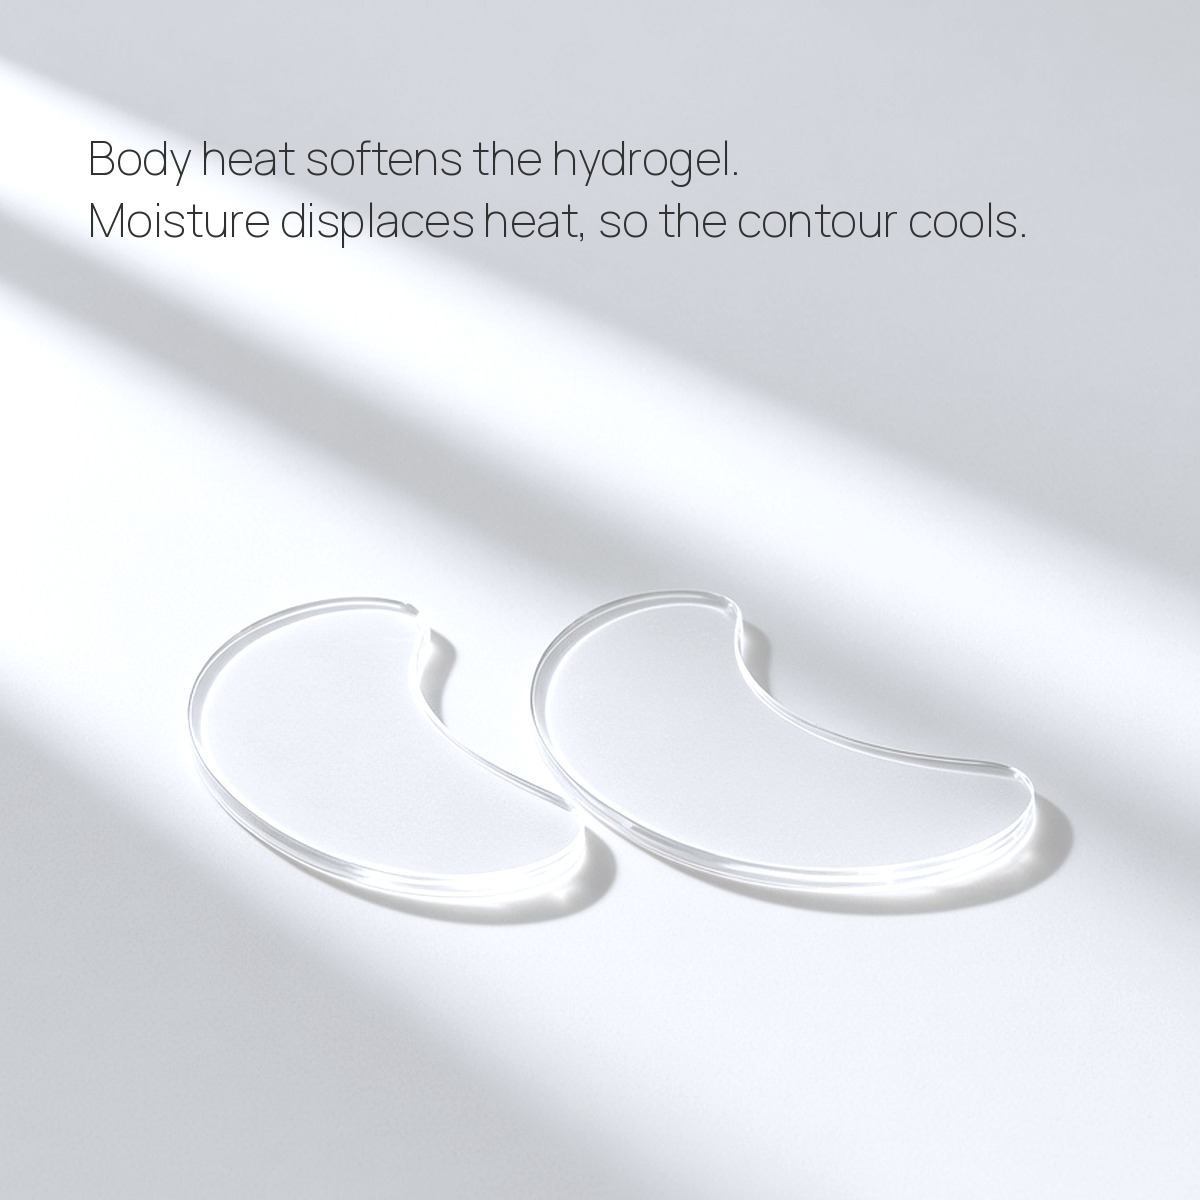 Body heat softens the hydrogel.
Moisture displaces heat, so the contour cools.